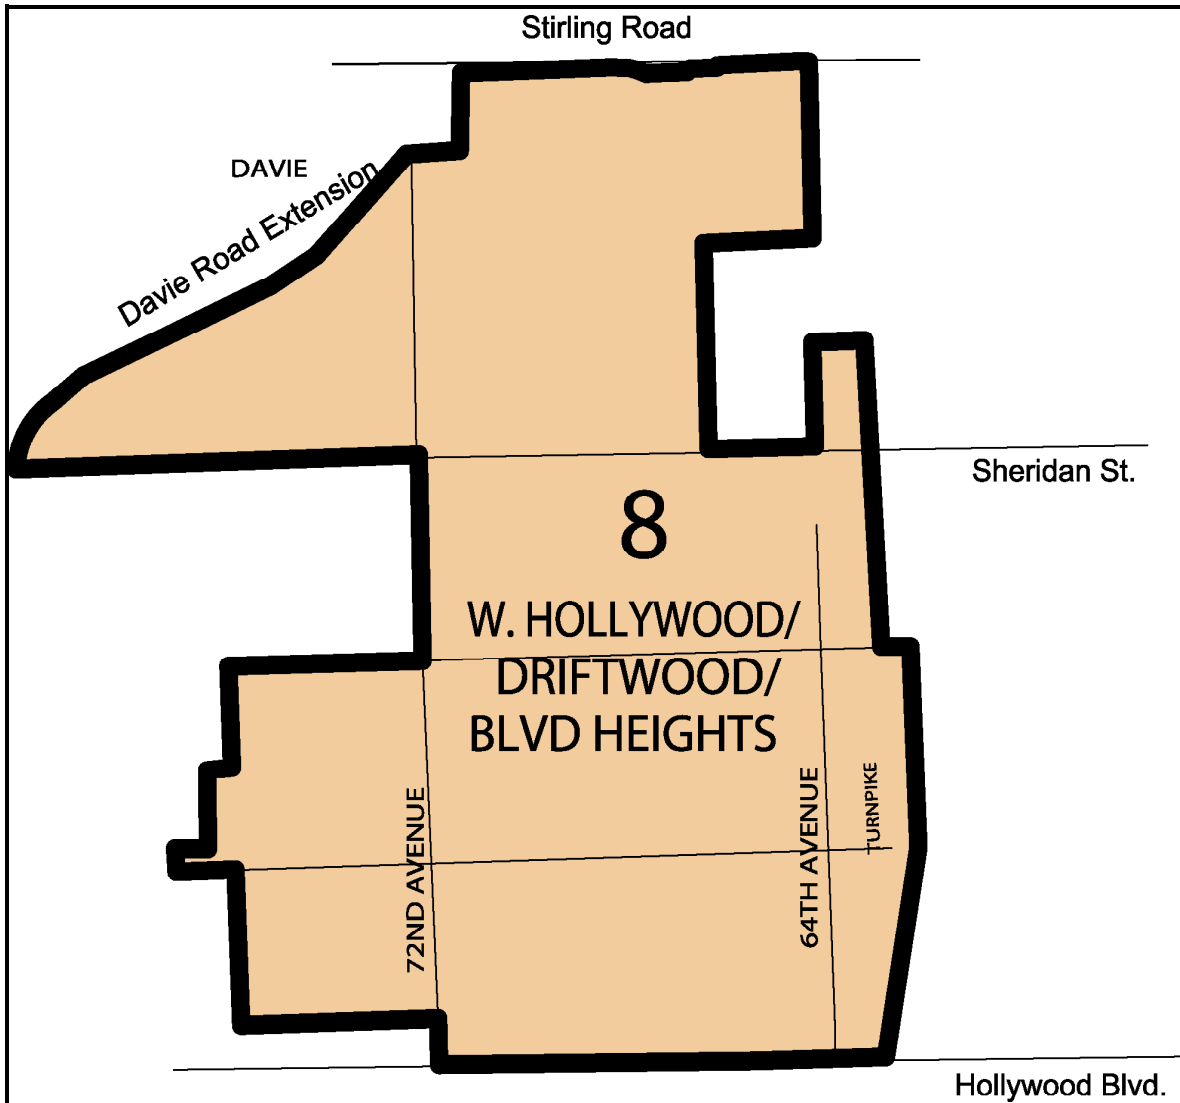 Stirling Road
DAVIE
Davie Road Extension
Sheridan St.
8
W. HOLLYWOOD/
DRIFTWOOD/
BLVD HEIGHTS
72ND AVENUE
64TH AVENUE
TURNPIKE
Hollywood Blvd.